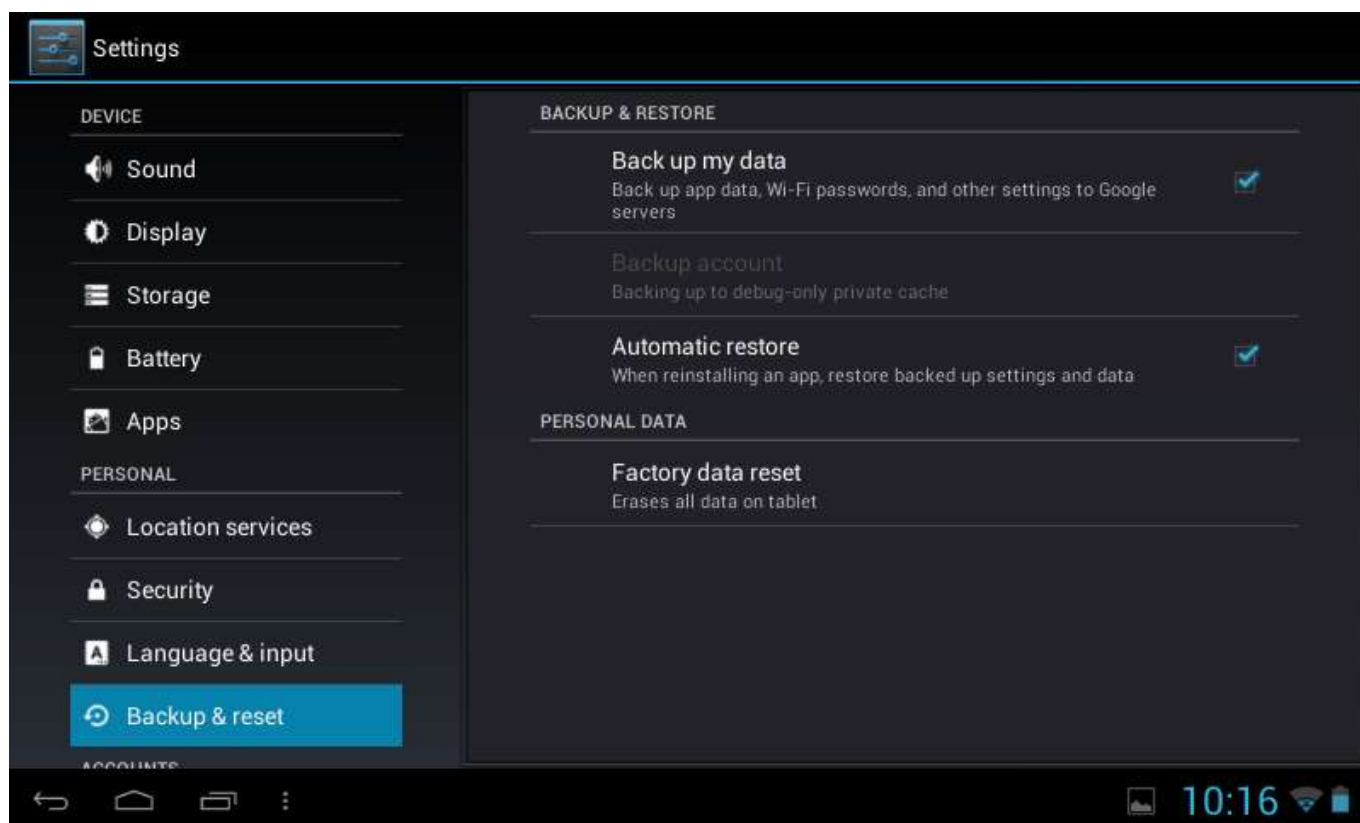 Settings
DEVICE
Sound
Display
Storage
Battery
Apps
PERSONAL
Location services
Security
Language & input
Backup & reset
ACCOUNTS
BACKUP & RESTORE
Back up my data
Back up app data, Wi-Fi passwords, and other settings to Google
servers
Backup account
Backing up to debug-only private cache
Automatic restore
When reinstalling an app, restore backed up settings and data
PERSONAL DATA
Factory data reset
Erases all data on tablet
10:16